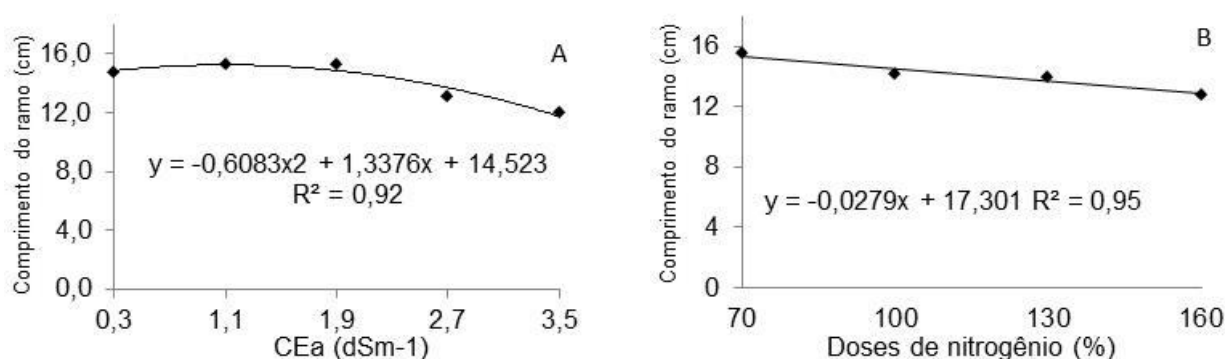 Comprimento do ramo (cm)
16,0
12,0
8,0
4,0
0,0
A
y = -0,6083x2 + 1,3376x + 14,523
R² = 0,92
0,3 1,1 1,9 2,7 3,5
CEa (dSm-1)
Comprimento do ramo (cm)
16
12
8
4
0
B
y = -0,0279x + 17,301 R² = 0,95
70 100 130 160
Doses de nitrogênio (%)